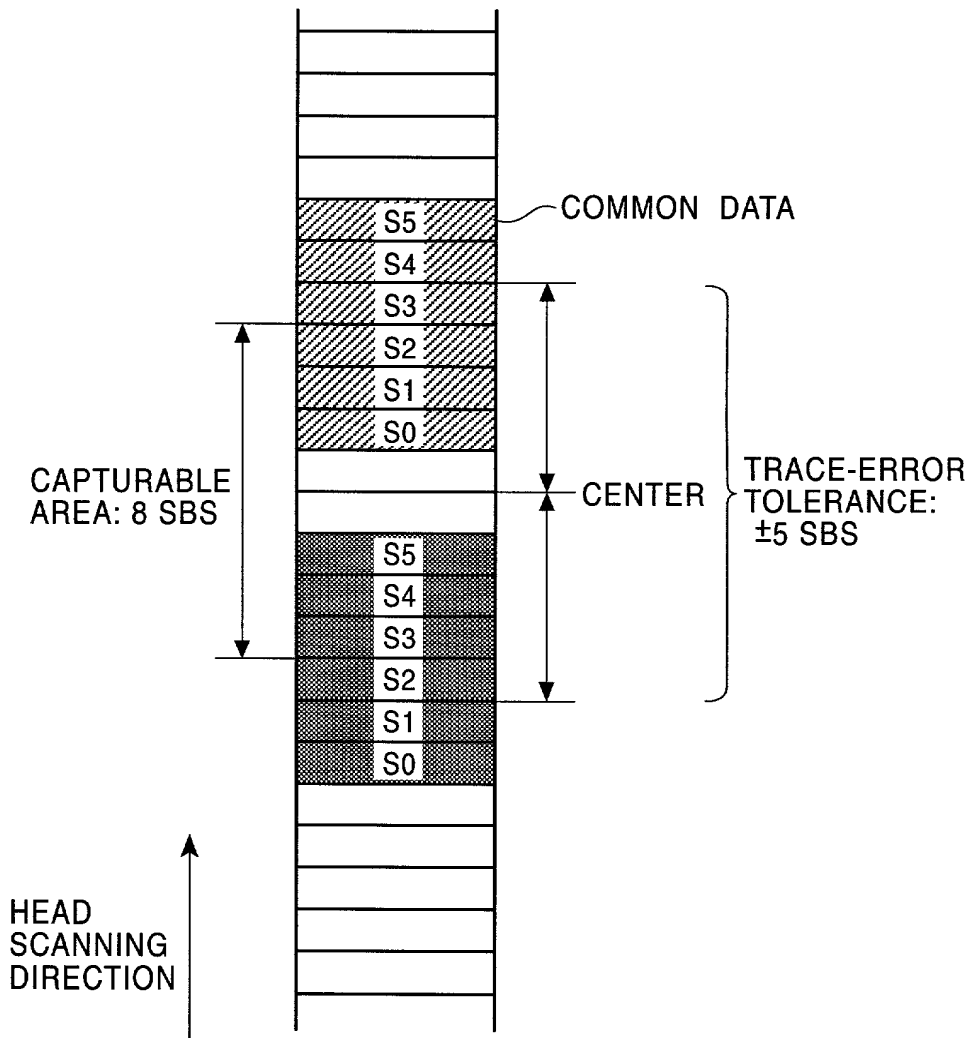 COMMON DATA
S5
S4
S3
S2
S1
S0
CAPTURABLE
AREA: 8 SBS
CENTER
TRACE-ERROR
TOLERANCE:
±5 SBS
S5
S4
S3
S2
S1
S0
HEAD
SCANNING
DIRECTION